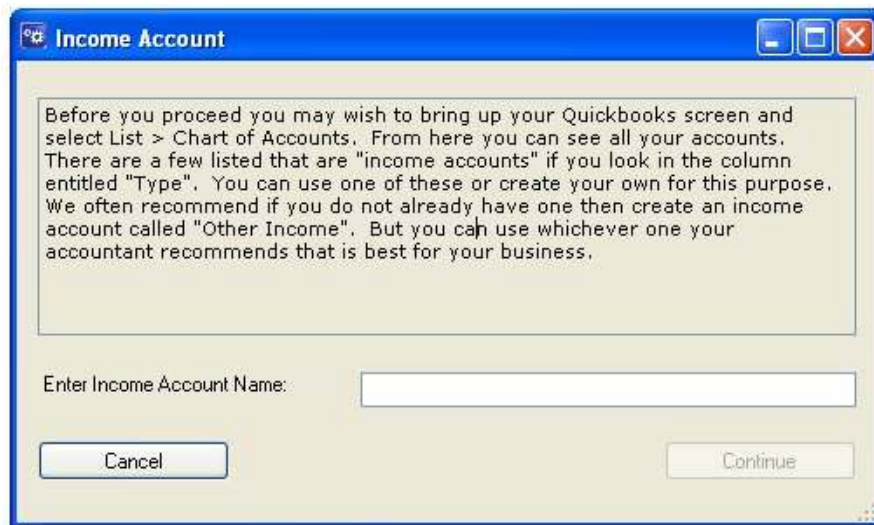 Income Account
Before you proceed you may wish to bring up your Quickbooks screen and
select List > Chart of Accounts.  From here you can see all your accounts.
There are a few listed that are "income accounts" if you look in the column
entitled "Type".  You can use one of these or create your own for this purpose.
We often recommend if you do not already have one then create an income
account called "Other Income".  But you can use whichever one your
accountant recommends that is best for your business.
Enter Income Account Name:
Cancel
Continue